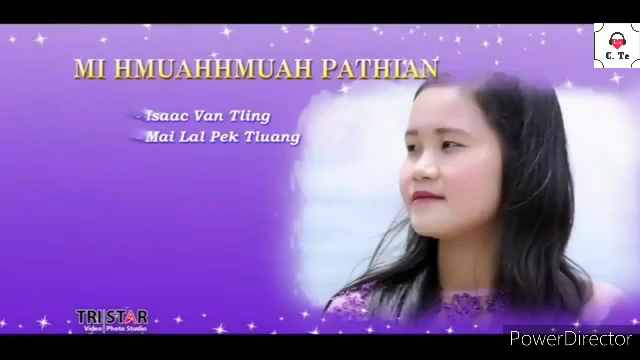 C. Te
MI HMUAHHMUAH PATHIAN
- Isaac Van Tling
- Mai Lal Pek Tluang
TRI STAR
Video Photo Studio
PowerDirector